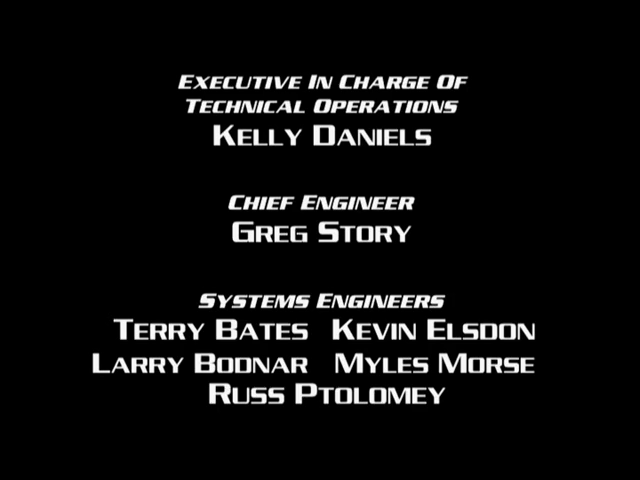 Executive In Charge Of
Technical Operations
Kelly Daniels
Chief Engineer
Greg Story
Systems Engineers
Terry Bates Kevin Elsdon
Larry Bodnar Myles Morse
Russ Ptolomey